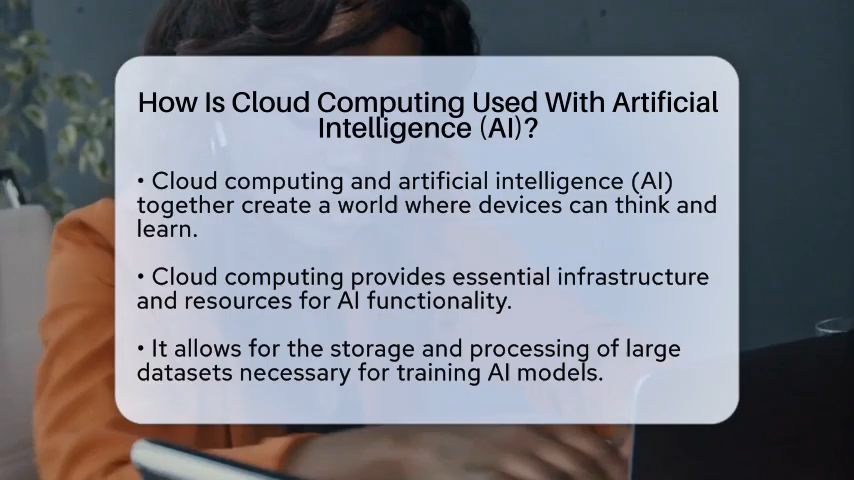 How Is Cloud Computing Used With Artificial
Intelligence (AI)?
• Cloud computing and artificial intelligence (AI)
together create a world where devices can think and
learn.
• Cloud computing provides essential infrastructure
and resources for AI functionality.
• It allows for the storage and processing of large
datasets necessary for training AI models.